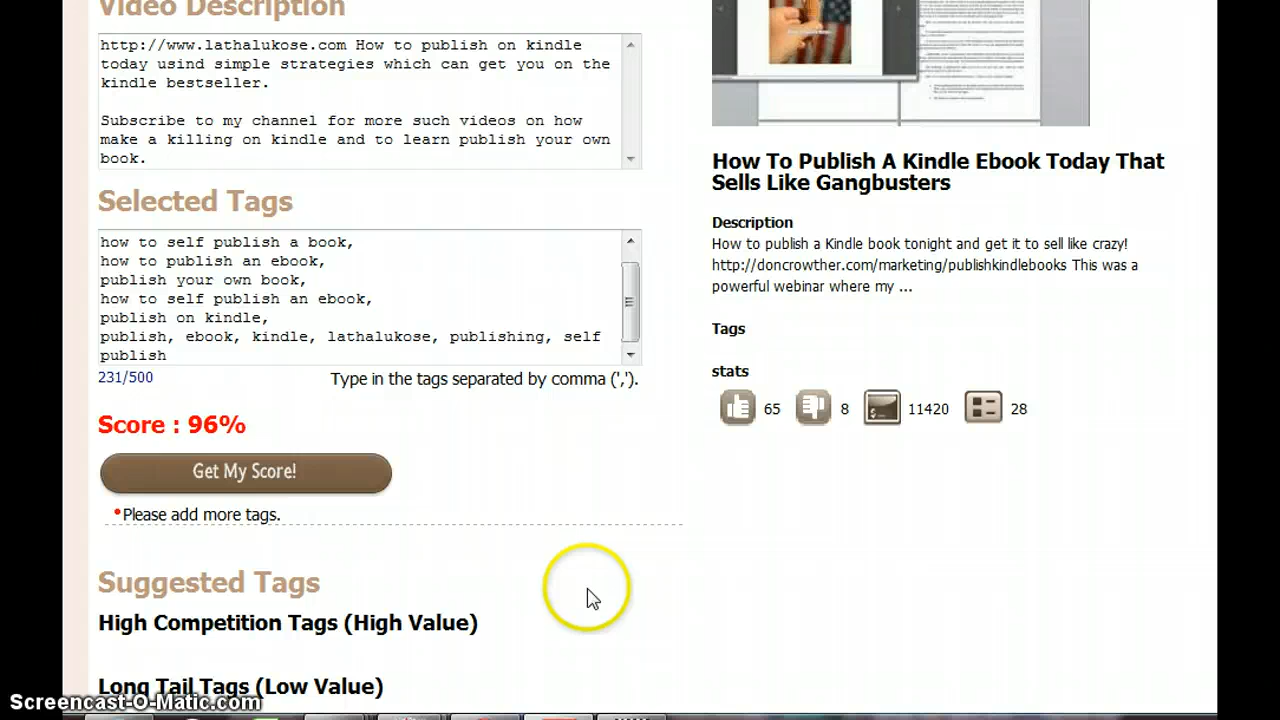 Video Description
http://www.lathalukose.com How to publish on kindle
today usind simple strategies which can get you on the
kindle bestseller.
Subscribe to my channel for more such videos on how
make a killing on kindle and to learn publish your own
book.
Selected Tags
how to self publish a book,
how to publish an ebook,
publish your own book,
how to self publish an ebook,
publish on kindle,
publish, ebook, kindle, lathalukose, publishing, self
publish
231/500
Type in the tags separated by comma (',').
Score : 96%
Get My Score!
*Please add more tags.
Suggested Tags
High Competition Tags (High Value)
Long Tail Tags (Low Value)
How To Publish A Kindle Ebook Today That
Sells Like Gangbusters
Description
How to publish a Kindle book tonight and get it to sell like crazy!
http://doncrowther.com/marketing/publishkindlebooks This was a
powerful webinar where my ...
Tags
stats
65 8 11420 28
Screencast-O-Matic.com